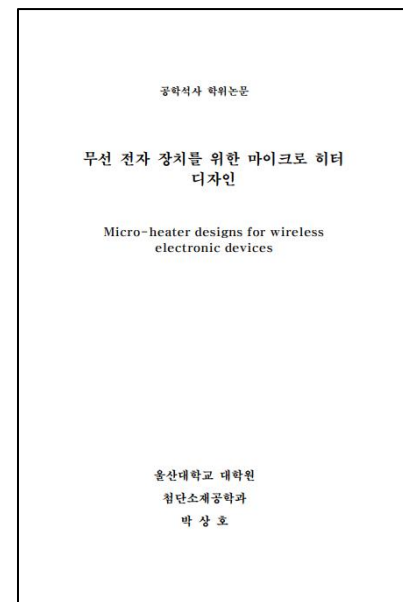 공학석사 학위논문
무선 전자 장치를 위한 마이크로 히터
디자인
Micro-heater designs for wireless
electronic devices
울산대학교 대학원
첨단소재공학과
박 상 호